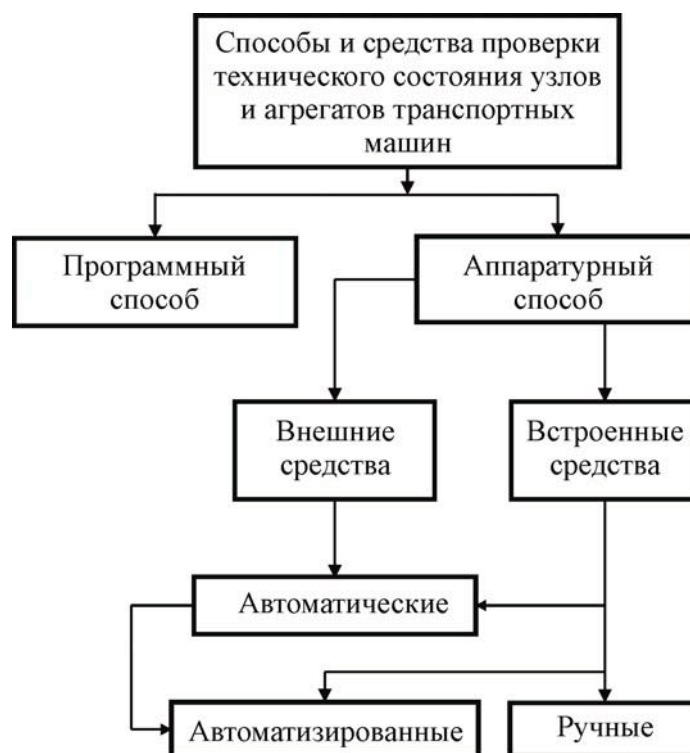 Способы и средства проверки
технического состояния узлов
и агрегатов транспортных
машин
Программный
способ
Аппаратурный
способ
Внешние
средства
Встроенные
средства
Автоматические
Автоматизированные
Ручные